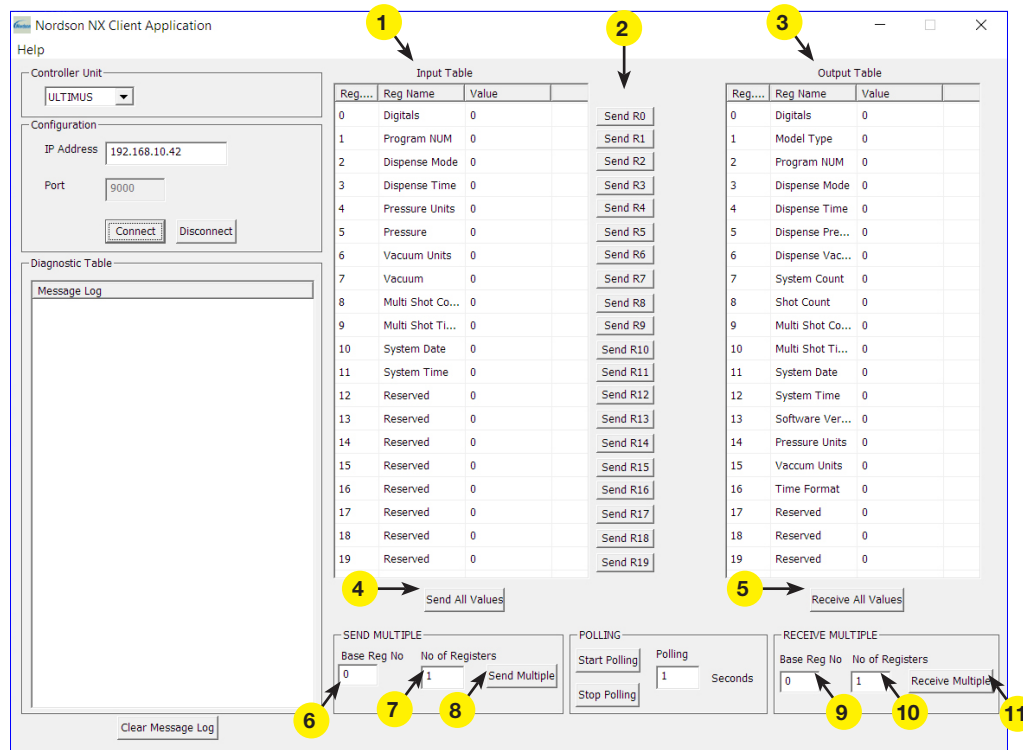 Nordson NX Client Application
Help
1
2
3
Controller Unit
ULTIMUS
Configuration
IP Address 192.168.10.42
Port 9000
Connect Disconnect
Diagnostic Table
Message Log
Clear Message Log
Input Table
Reg.... Reg Name Value
0 Digitals 0
1 Program NUM 0
2 Dispense Mode 0
3 Dispense Time 0
4 Pressure Units 0
5 Pressure 0
6 Vacuum Units 0
7 Vacuum 0
8 Multi Shot Co... 0
9 Multi Shot Ti... 0
10 System Date 0
11 System Time 0
12 Reserved 0
13 Reserved 0
14 Reserved 0
15 Reserved 0
16 Reserved 0
17 Reserved 0
18 Reserved 0
19 Reserved 0
Send R0
Send R1
Send R2
Send R3
Send R4
Send R5
Send R6
Send R7
Send R8
Send R9
Send R10
Send R11
Send R12
Send R13
Send R14
Send R15
Send R16
Send R17
Send R18
Send R19
Output Table
Reg.... Reg Name Value
0 Digitals 0
1 Model Type 0
2 Program NUM 0
3 Dispense Mode 0
4 Dispense Time 0
5 Dispense Pre... 0
6 Dispense Vac... 0
7 System Count 0
8 Shot Count 0
9 Multi Shot Co... 0
10 Multi Shot Ti... 0
11 System Date 0
12 System Time 0
13 Software Ver... 0
14 Pressure Units 0
15 Vaccum Units 0
16 Time Format 0
17 Reserved 0
18 Reserved 0
19 Reserved 0
4
Send All Values
5
Receive All Values
SEND MULTIPLE
Base Reg No No of Registers
0 1 Send Multiple
6
7
8
POLLING
Start Polling Polling
1 Seconds
Stop Polling
RECEIVE MULTIPLE
Base Reg No No of Registers
0 1 Receive Multiple
9
10
11